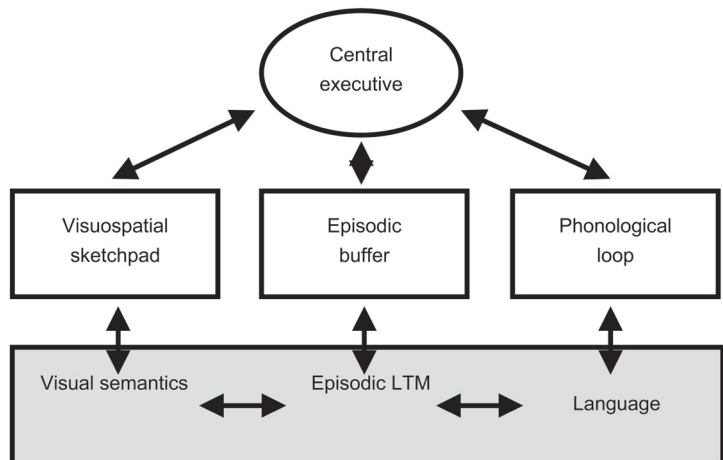 Central
executive
Visuospatial
sketchpad
Episodic
buffer
Phonological
loop
Visual semantics
Episodic LTM
Language